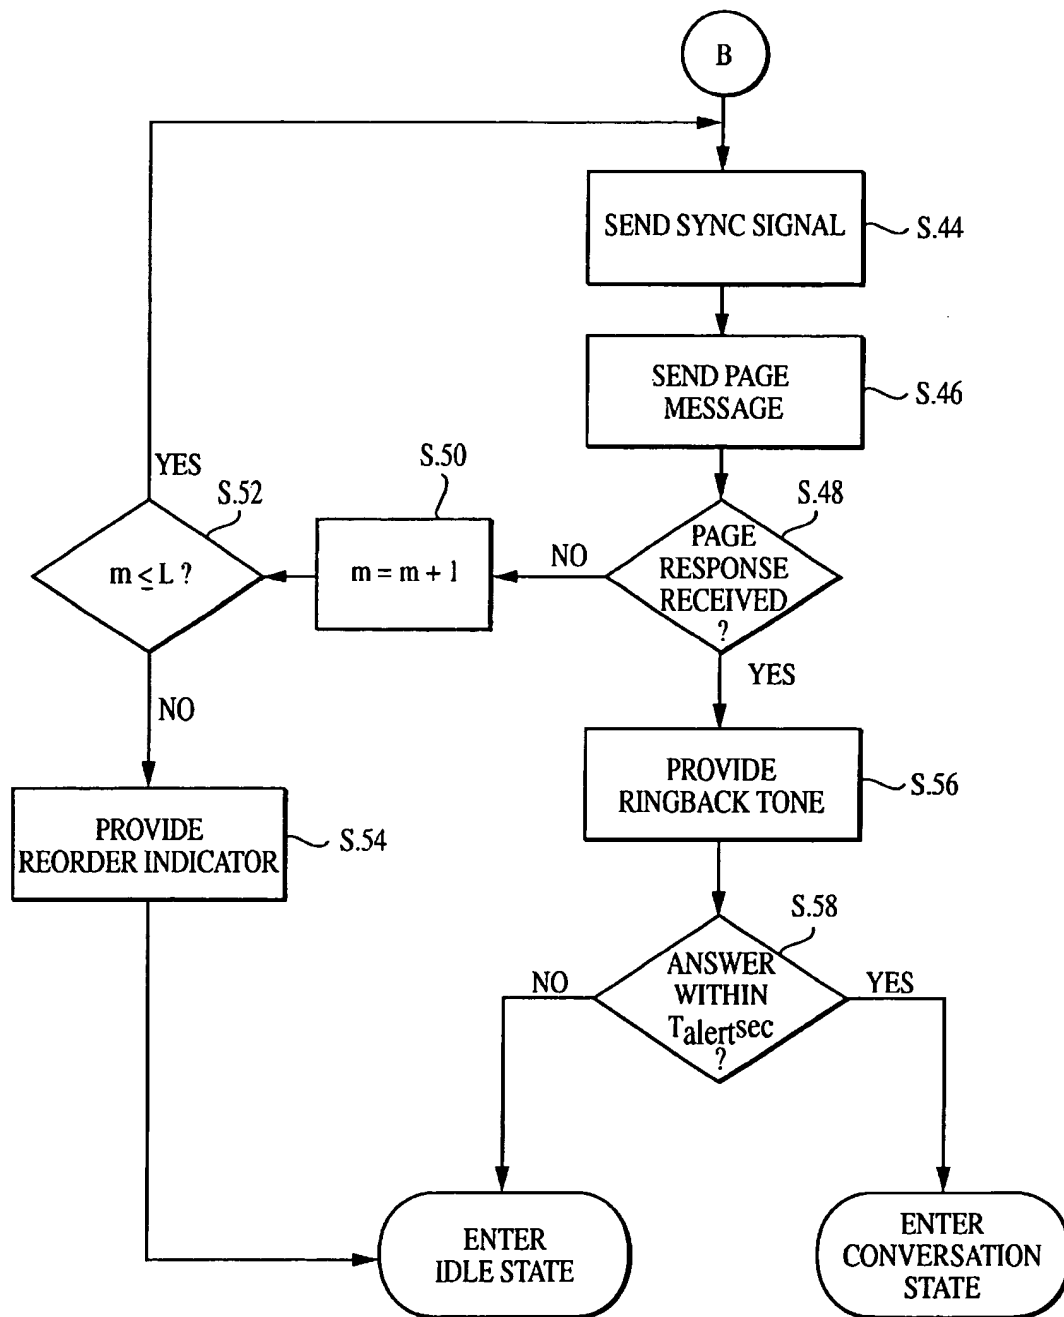 B
SEND SYNC SIGNAL
S.44
SEND PAGE
MESSAGE
S.46
S.48
PAGE
RESPONSE
RECEIVED
?
NO
YES
S.50
m = m + 1
S.52
m ≤ L ?
YES
NO
PROVIDE
REORDER INDICATOR
S.54
PROVIDE
RINGBACK TONE
S.56
S.58
ANSWER
WITHIN
Talertsec
?
NO
YES
ENTER
IDLE STATE
ENTER
CONVERSATION
STATE